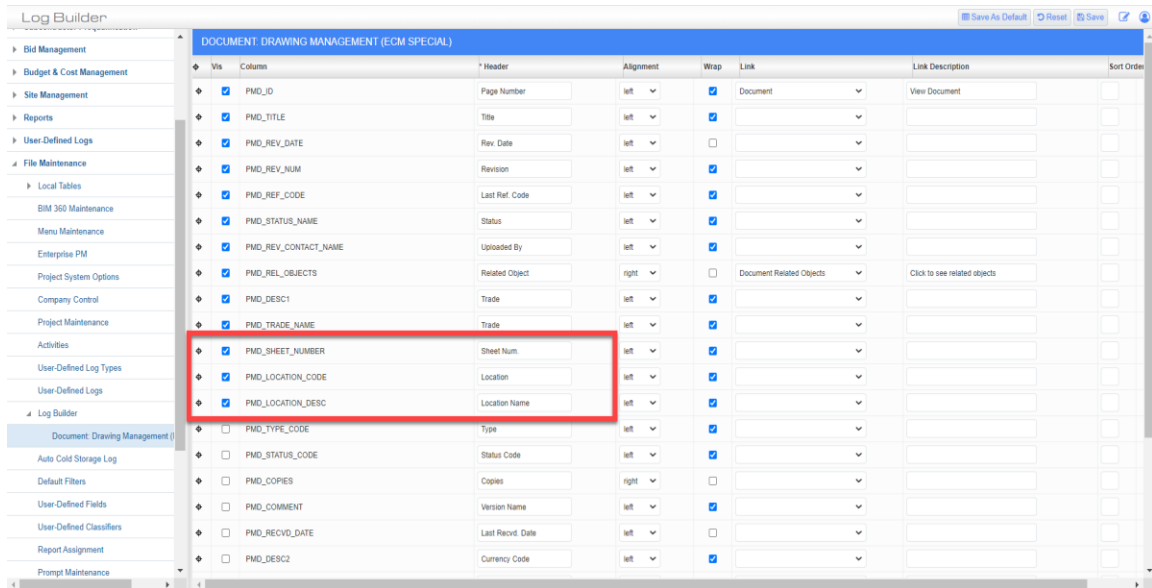 Log Builder
Save As Default Reset Save
Bid Management
Budget & Cost Management
Site Management
Reports
User-Defined Logs
File Maintenance
Local Tables
BIM 360 Maintenance
Menu Maintenance
Enterprise PM
Project System Options
Company Control
Project Maintenance
Activities
User-Defined Log Types
User-Defined Logs
Log Builder
Document: Drawing Management (
Auto Cold Storage Log
Default Filters
User-Defined Fields
User-Defined Classifiers
Report Assignment
Prompt Maintenance
DOCUMENT: DRAWING MANAGEMENT (ECM SPECIAL)
Vis Column * Header Alignment Wrap Link Link Description Sort Order
PMD_ID Page Number left Document View Document
PMD_TITLE Title left
PMD_REV_DATE Rev. Date left
PMD_REV_NUM Revision left
PMD_REF_CODE Last Ref. Code left
PMD_STATUS_NAME Status left
PMD_REV_CONTACT_NAME Uploaded By left
PMD_REL_OBJECTS Related Object right Document Related Objects Click to see related objects
PMD_DESC1 Trade left
PMD_TRADE_NAME Trade left
PMD_SHEET_NUMBER Sheet Num. left
PMD_LOCATION_CODE Location left
PMD_LOCATION_DESC Location Name left
PMD_TYPE_CODE Type left
PMD_STATUS_CODE Status Code left
PMD_COPIES Copies right
PMD_COMMENT Version Name left
PMD_RECVD_DATE Last Recvd. Date left
PMD_DESC2 Currency Code left